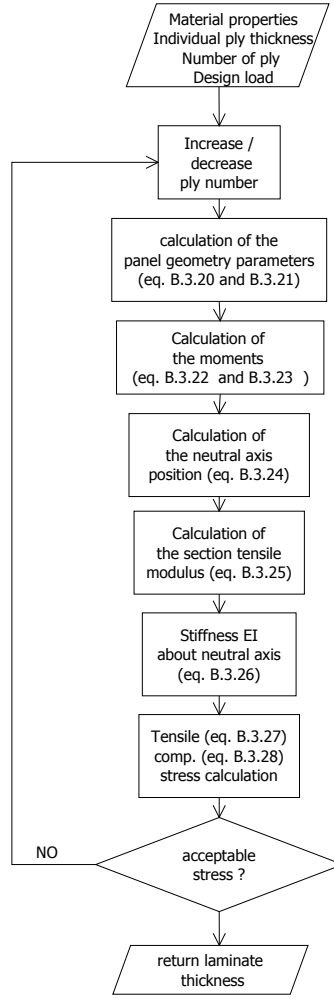 Material properties
Individual ply thickness
Number of ply
Design load
Increase /
decrease
ply number
calculation of the
panel geometry parameters
(eq. B.3.20 and B.3.21)
Calculation of
the moments
(eq. B.3.22 and B.3.23 )
Calculation of
the neutral axis
position (eq. B.3.24)
Calculation of
the section tensile
modulus (eq. B.3.25)
Stiffness EI
about neutral axis
(eq. B.3.26)
Tensile (eq. B.3.27)
comp. (eq. B.3.28)
stress calculation
NO
acceptable
stress ?
return laminate
thickness